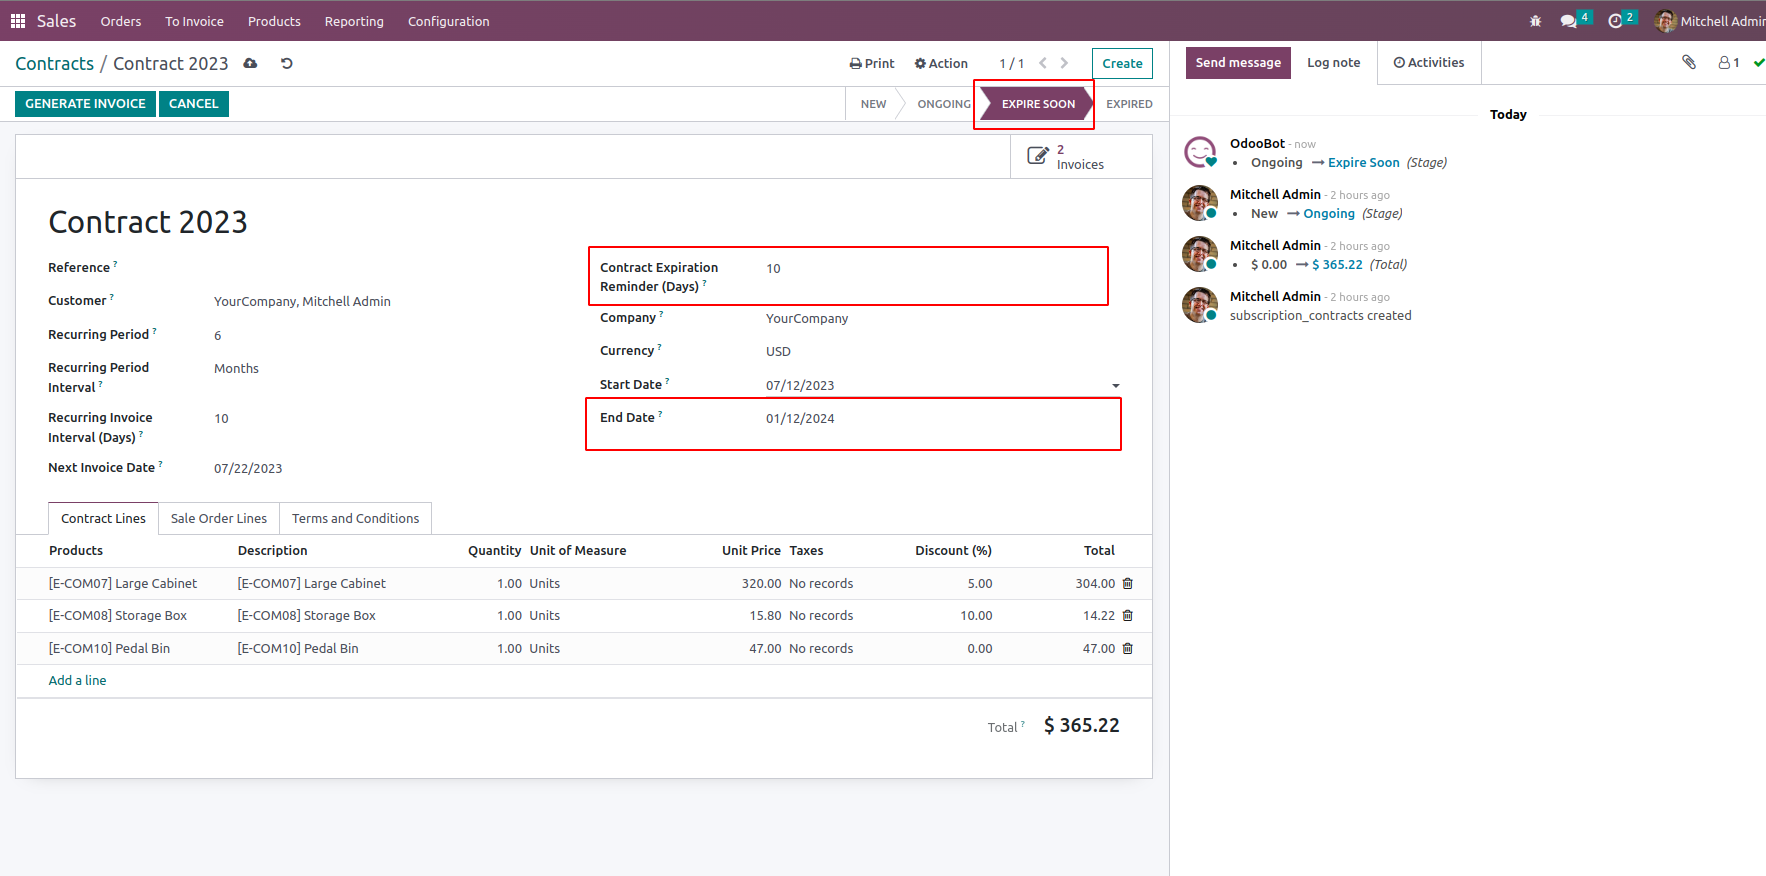 Sales Orders To Invoice Products Reporting Configuration 4 2 Mitchell Admin
Contracts / Contract 2023 Print Action 1 / 1 Create
Send message Log note Activities 1
GENERATE INVOICE CANCEL NEW ONGOING EXPIRE SOON EXPIRED
2
Invoices
Contract 2023
Reference ?
Customer ? YourCompany, Mitchell Admin
Recurring Period ? 6
Recurring Period
Interval ? Months
Recurring Invoice
Interval (Days) ? 10
Next Invoice Date ? 07/22/2023
Contract Expiration
Reminder (Days) ? 10
Company ? YourCompany
Currency ? USD
Start Date ? 07/12/2023
End Date ? 01/12/2024
Contract Lines Sale Order Lines Terms and Conditions
Products Description Quantity Unit of Measure Unit Price Taxes Discount (%) Total
[E-COM07] Large Cabinet [E-COM07] Large Cabinet 1.00 Units 320.00 No records 5.00 304.00
[E-COM08] Storage Box [E-COM08] Storage Box 1.00 Units 15.80 No records 10.00 14.22
[E-COM10] Pedal Bin [E-COM10] Pedal Bin 1.00 Units 47.00 No records 0.00 47.00
Add a line
Total ? $ 365.22
Today
OdooBot - now
• Ongoing → Expire Soon (Stage)
Mitchell Admin - 2 hours ago
• New → Ongoing (Stage)
Mitchell Admin - 2 hours ago
• $ 0.00 → $ 365.22 (Total)
Mitchell Admin - 2 hours ago
subscription_contracts created